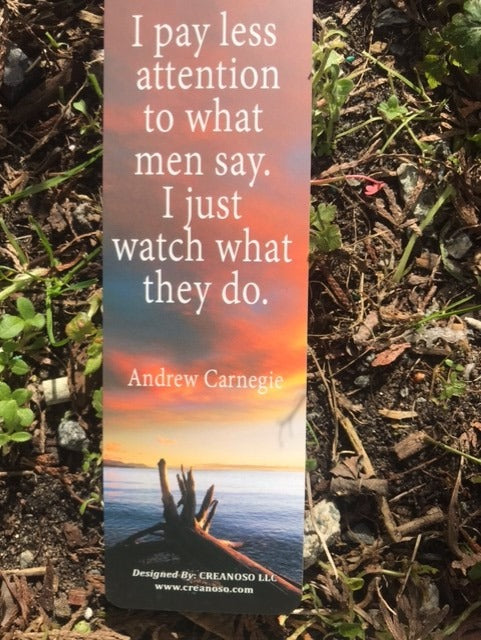 I pay less
attention
to what
men say.
I just
watch what
they do.
Andrew Carnegie
Designed By: CREANOSO LLC
www.creanoso.com